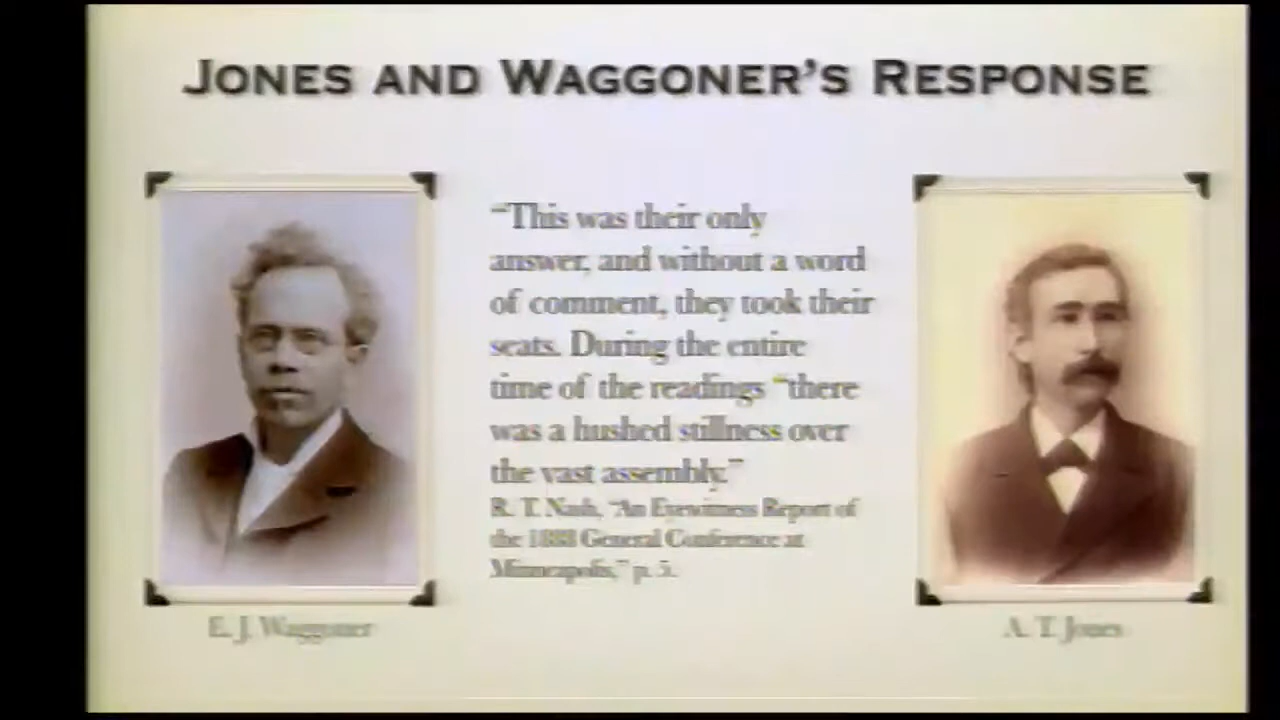 JONES AND WAGGONER'S RESPONSE
"This was their only
answer, and without a word
of comment, they took their
seats. During the entire
time of the readings "there
was a hushed stillness over
the vast assembly."
R. T. Nash, "An Eyewitness Report of
the 1888 General Conference at
Minneapolis," p. 5.
E. J. Waggoner
A. T. Jones